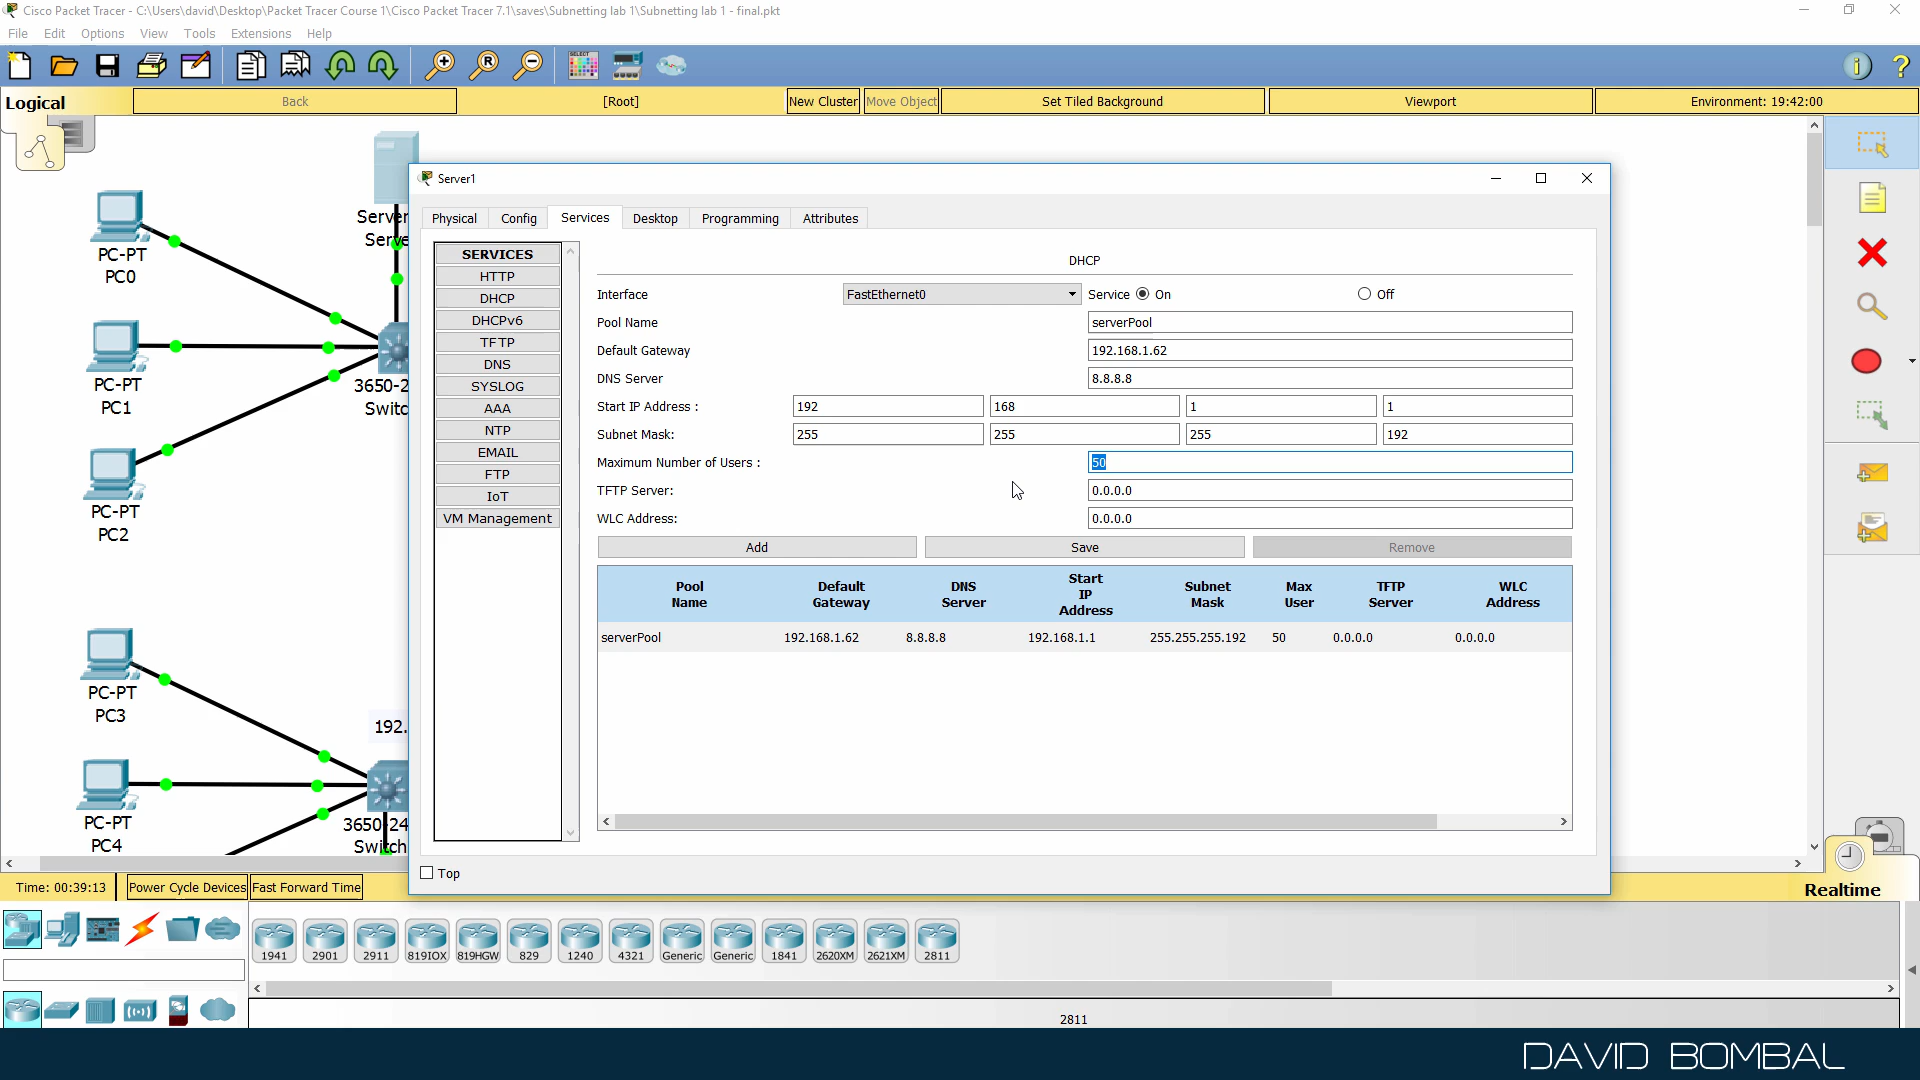 Cisco Packet Tracer - C:\Users\david\Desktop\Packet Tracer Course 1\Cisco Packet Tracer 7.1\saves\Subnetting lab 1\Subnetting lab 1 - final.pkt
File Edit Options View Tools Extensions Help
Logical Back [Root] New Cluster Move Object Set Tiled Background Viewport Environment: 19:42:00
PC-PT
PC0
PC-PT
PC1
PC-PT
PC2
PC-PT
PC3
PC-PT
PC4
Server
Serve
3650-2
Switc
192.
3650-24
Switch
Server1
Physical Config Services Desktop Programming Attributes
SERVICES
HTTP
DHCP
DHCPv6
TFTP
DNS
SYSLOG
AAA
NTP
EMAIL
FTP
IoT
VM Management
DHCP
Interface FastEthernet0 Service On Off
Pool Name serverPool
Default Gateway 192.168.1.62
DNS Server 8.8.8.8
Start IP Address : 192 168 1 1
Subnet Mask: 255 255 255 192
Maximum Number of Users : 50
TFTP Server: 0.0.0.0
WLC Address: 0.0.0.0
Add Save Remove
Pool Name Default Gateway DNS Server Start IP Address Subnet Mask Max User TFTP Server WLC Address
serverPool 192.168.1.62 8.8.8.8 192.168.1.1 255.255.255.192 50 0.0.0.0 0.0.0.0
Top
Time: 00:39:13 Power Cycle Devices Fast Forward Time Realtime
1941 2901 2911 819IOX 819HGW 829 1240 4321 Generic Generic 1841 2620XM 2621XM 2811
2811
DAVID BOMBAL